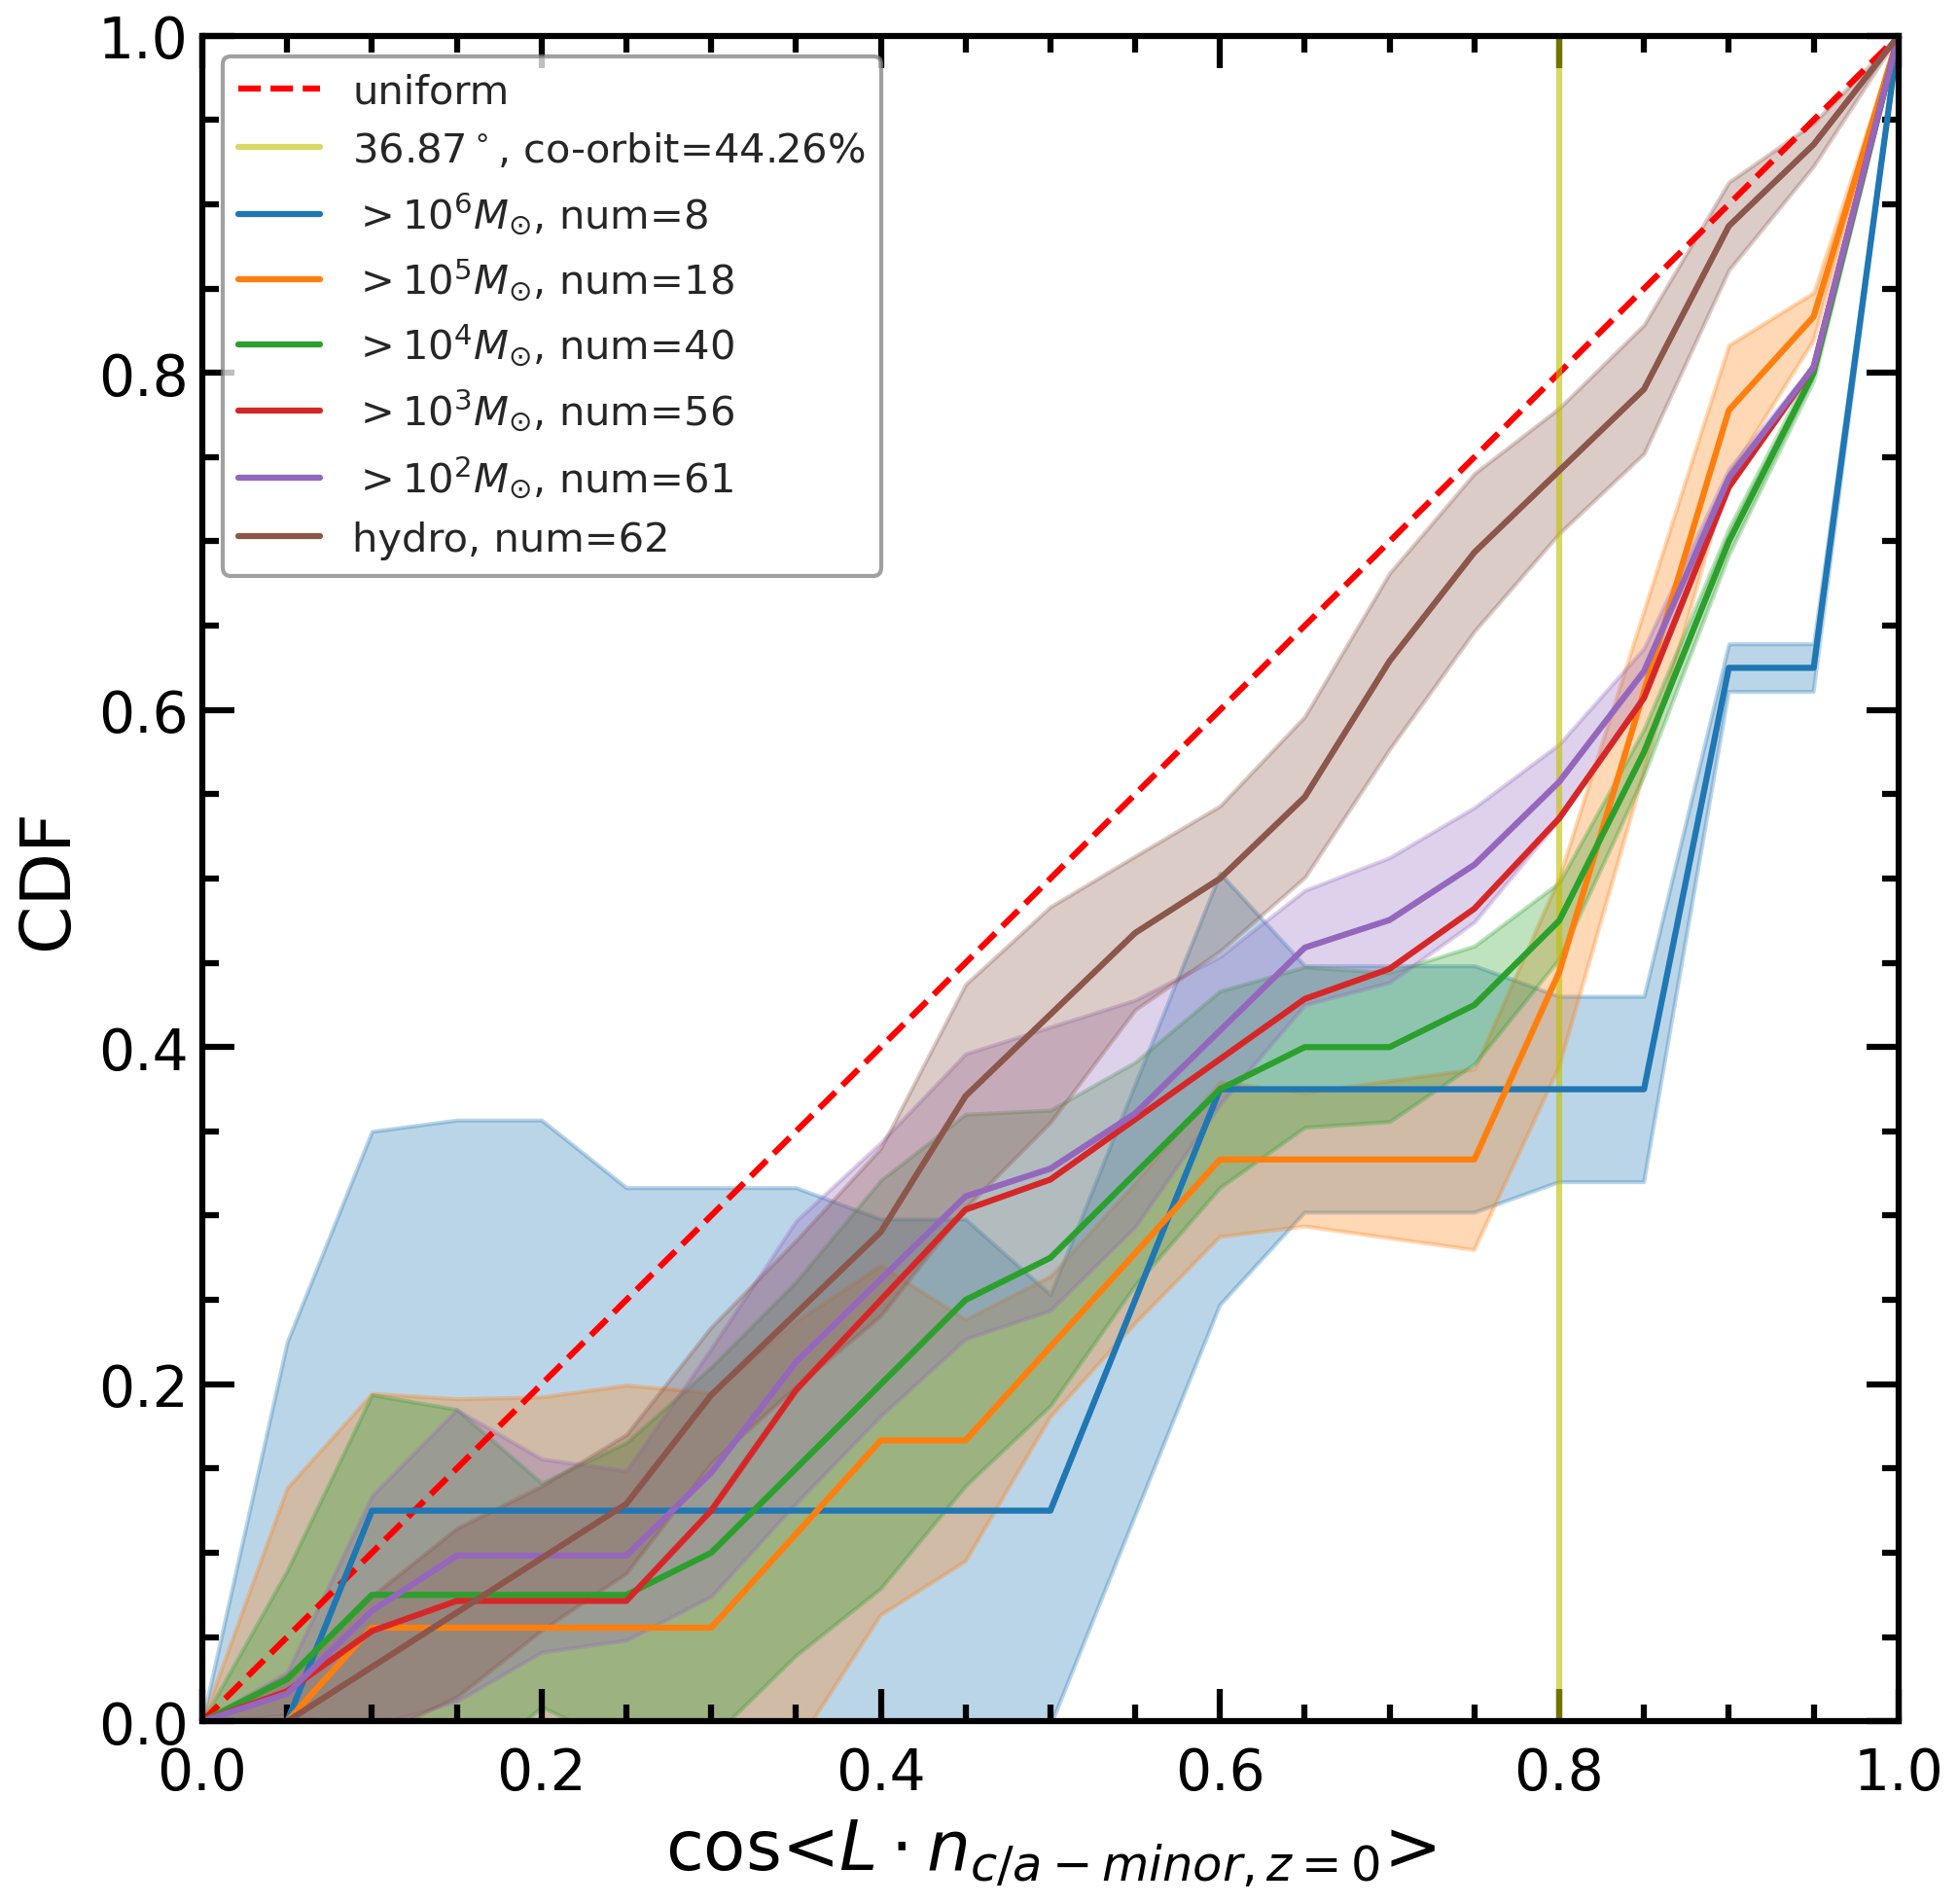 1.0
0.8
0.6
0.4
0.2
0.0
CDF
uniform
36.87°, co-orbit=44.26%
>10⁶M⊙, num=8
>10⁵M⊙, num=18
>10⁴M⊙, num=40
>10³M⊙, num=56
>10²M⊙, num=61
hydro, num=62
0.0 0.2 0.4 0.6 0.8 1.0
cos<L · n_{c/a−minor, z=0}>